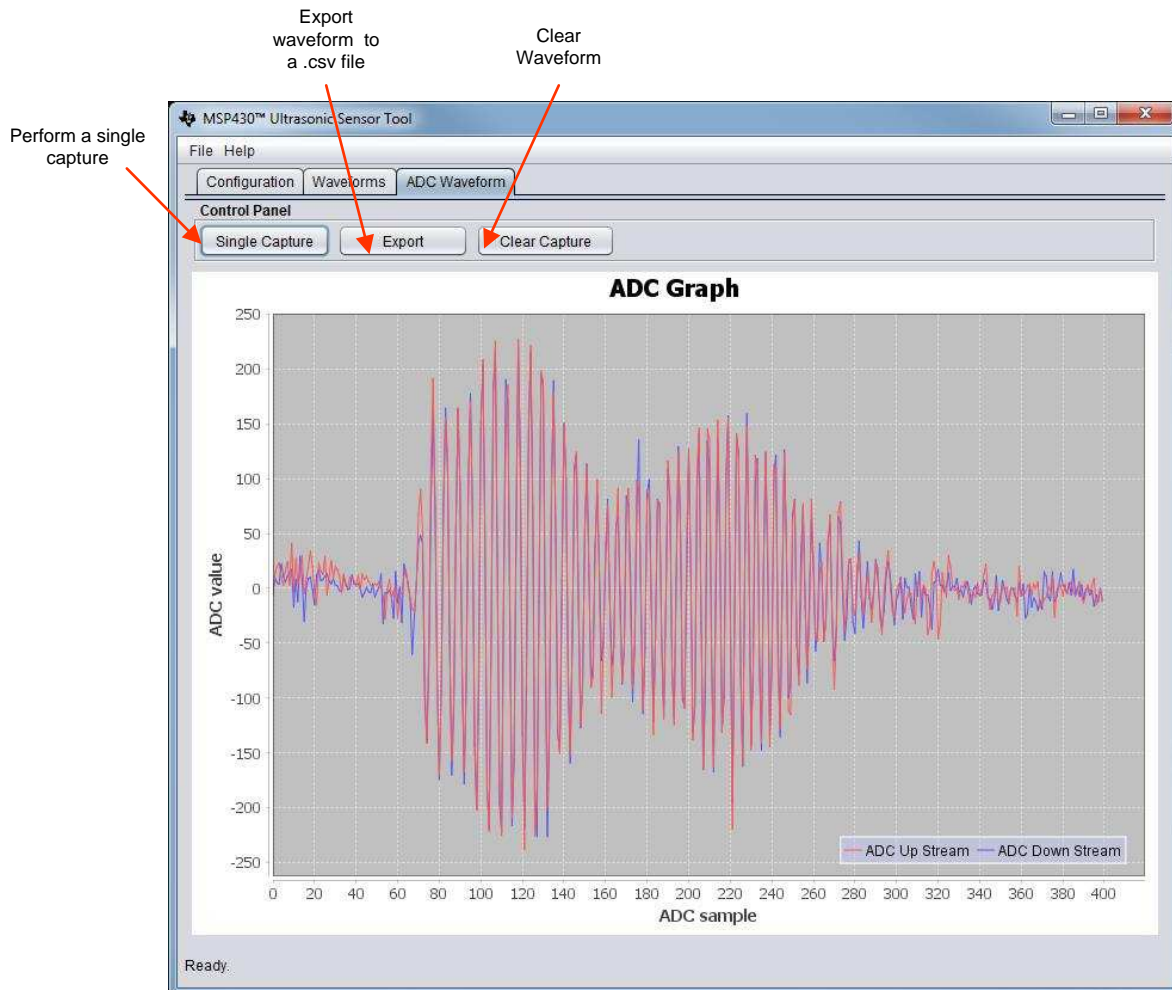 Export
waveform to
a .csv file
Clear
Waveform
Perform a single
capture
MSP430™ Ultrasonic Sensor Tool
File Help
Configuration Waveforms ADC Waveform
Control Panel
Single Capture Export Clear Capture
ADC Graph
250
200
150
100
50
0
-50
-100
-150
-200
-250
ADC value
0 20 40 60 80 100 120 140 160 180 200 220 240 260 280 300 320 340 360 380 400
ADC sample
ADC Up Stream ADC Down Stream
Ready.